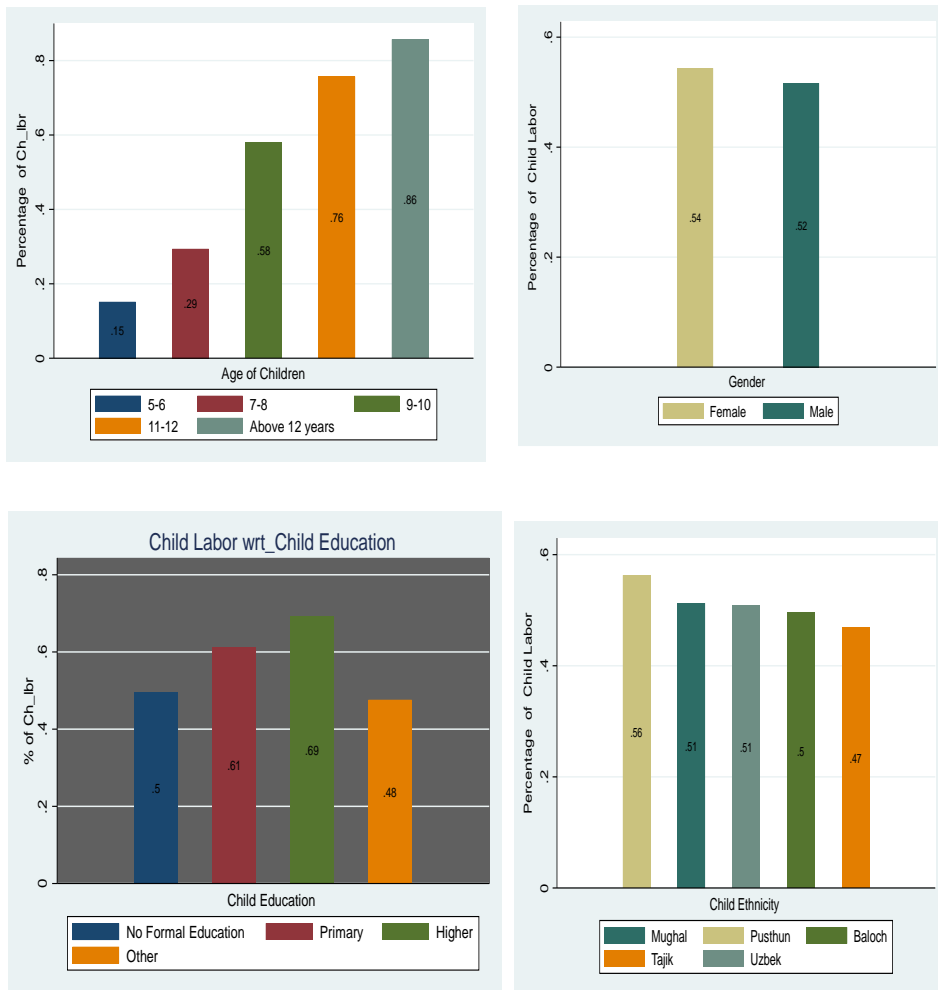 Percentage of Ch_lbr
.8
.6
.4
.2
0
.15
.29
.58
.76
.86
Age of Children
5-6 7-8 9-10
11-12 Above 12 years
Percentage of Child Labor
.6
.4
.2
0
.54
.52
Gender
Female Male
Child Labor wrt_Child Education
% of Ch_lbr
.8
.6
.4
.2
0
.5
.61
.69
.48
Child Education
No Formal Education Primary Higher
Other
Percentage of Child Labor
.6
.4
.2
0
.56
.51
.51
.5
.47
Child Ethnicity
Mughal Pusthun Baloch
Tajik Uzbek